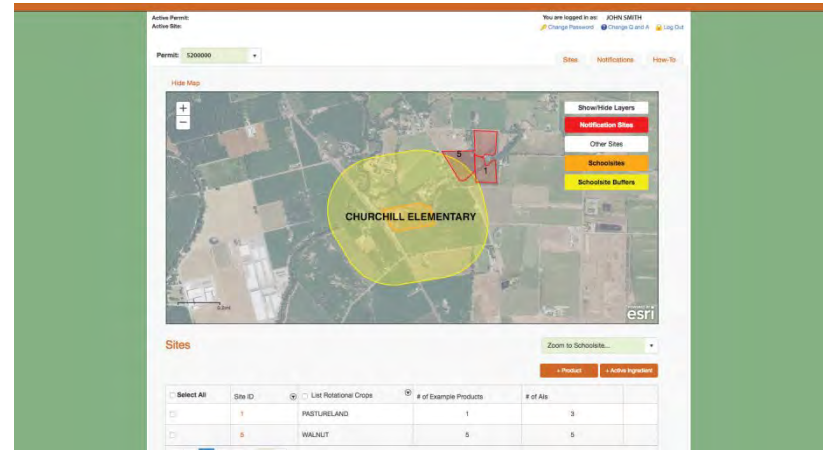 Active Permit:
You are logged in as: JOHN SMITH
Active Site:
Change Password Change Q and A Log Out
Permit: 5200000
Sites Notifications How-To
Hide Map
+
−
Show/Hide Layers
Notification Sites
Other Sites
Schoolsites
Schoolsite Buffers
5
1
CHURCHILL ELEMENTARY
0.2mi
esri
Sites
Zoom to Schoolsite...
+ Product + Active Ingredient
Select All Site ID List Rotational Crops # of Example Products # of AIs
1 PASTURELAND 1 3
5 WALNUT 5 5